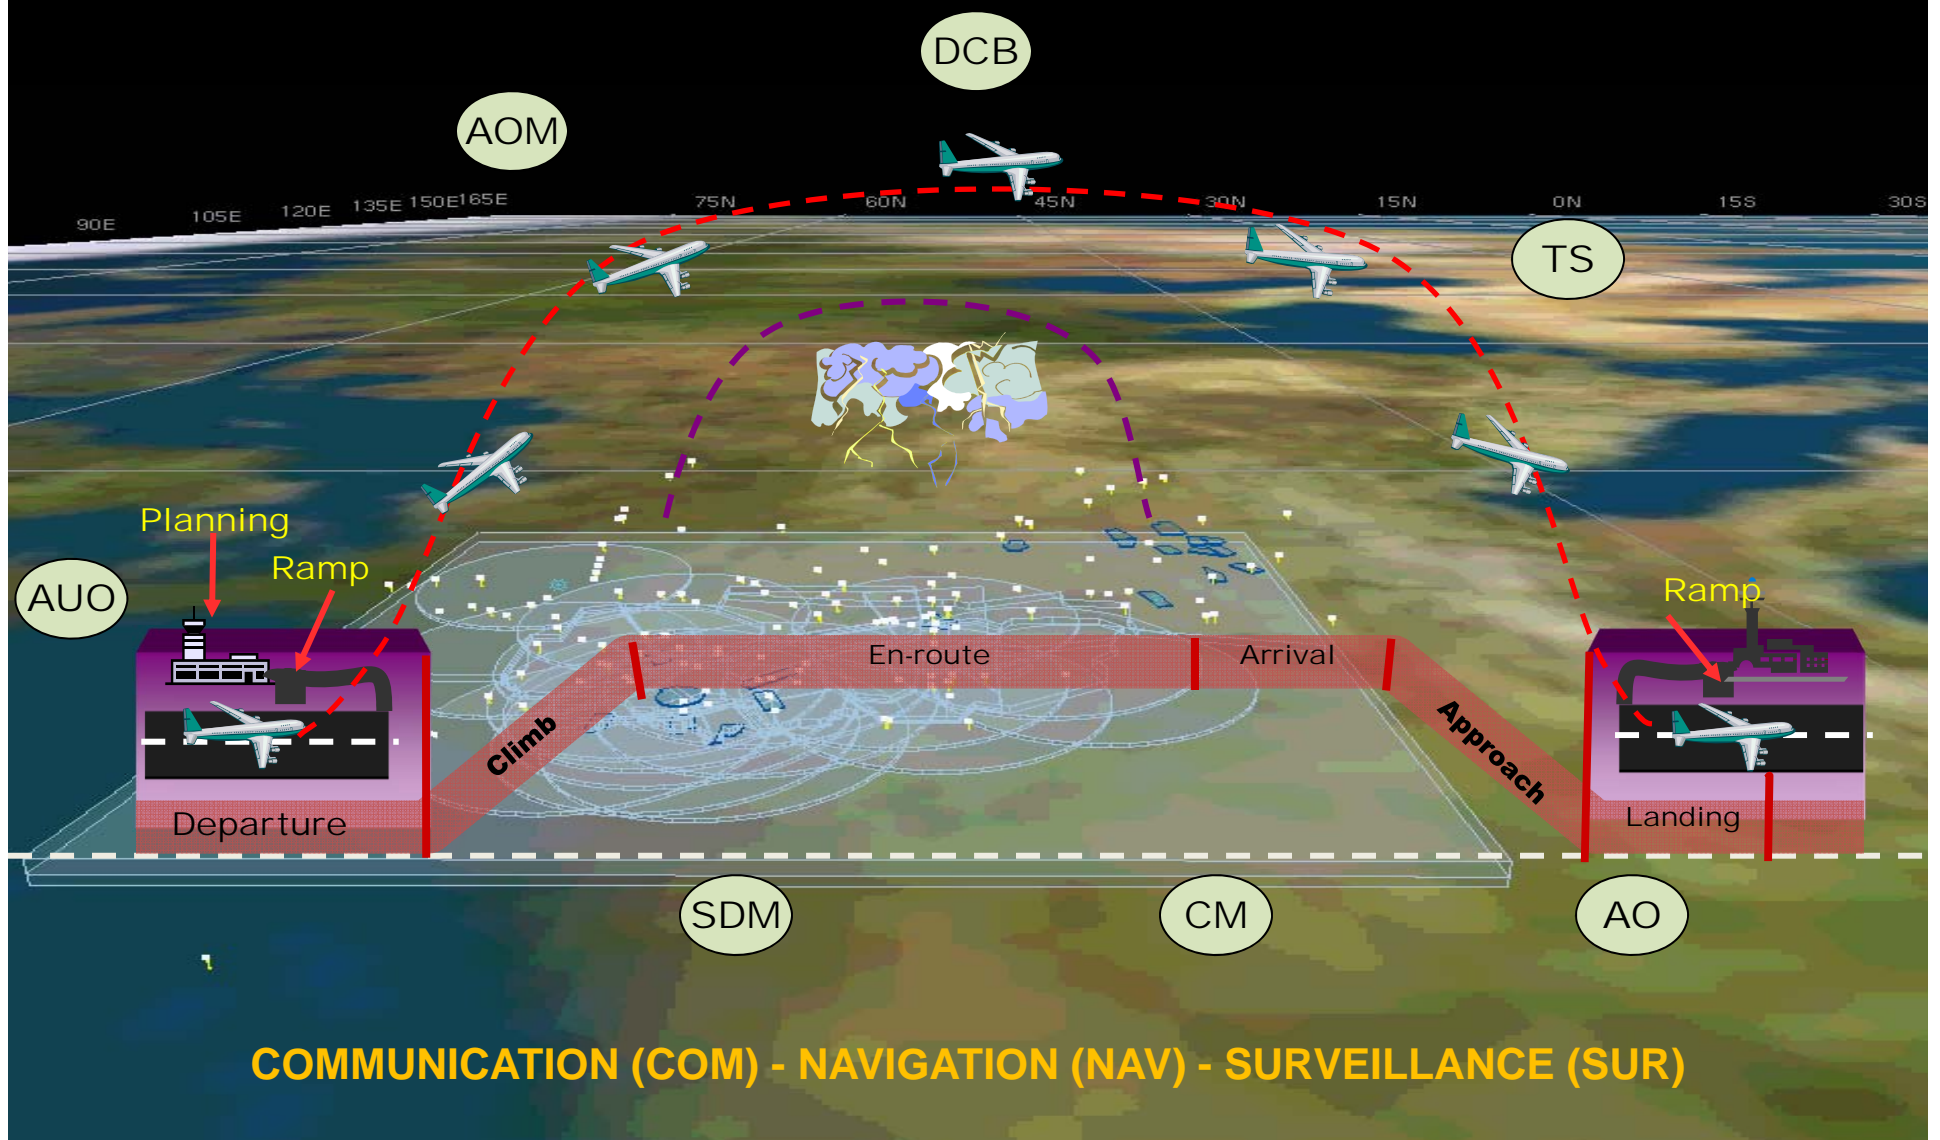 DCB
AOM
90E 105E 120E 135E 150E 165E 75N 60N 45N 30N 15N 0N 15S 30S
TS
Planning
Ramp
AUO
Ramp
En-route
Arrival
Climb
Approach
Departure
Landing
SDM
CM
AO
COMMUNICATION (COM) - NAVIGATION (NAV) - SURVEILLANCE (SUR)